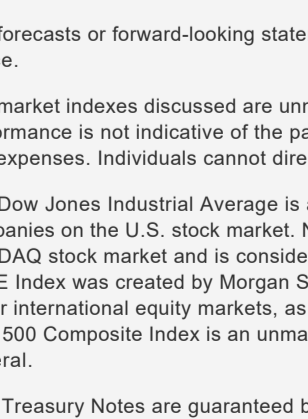 forecasts or forward-looking state
e.
market indexes discussed are unm
ormance is not indicative of the pa
expenses. Individuals cannot dire
Dow Jones Industrial Average is a
panies on the U.S. stock market. N
DAQ stock market and is conside
E Index was created by Morgan S
r international equity markets, as
500 Composite Index is an unma
eral.
Treasury Notes are guaranteed b